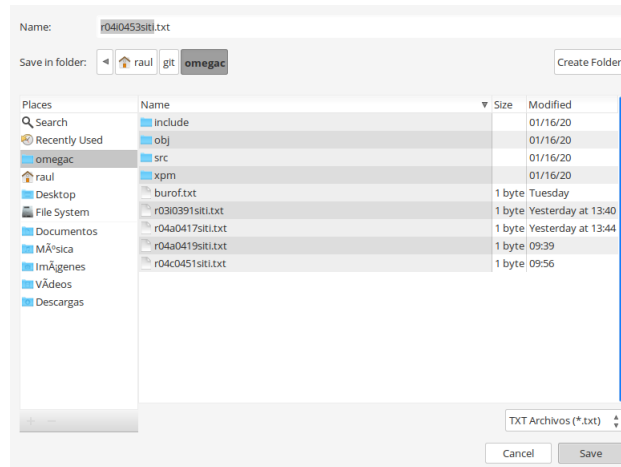 Name: r04i0453siti.txt
Save in folder: raul git omegac Create Folder
Places Name Size Modified
Search include 01/16/20
Recently Used obj 01/16/20
omegac src 01/16/20
raul xpm 01/16/20
Desktop burof.txt 1 byte Tuesday
File System r03i0391siti.txt 1 byte Yesterday at 13:40
Documentos r04a0417siti.txt 1 byte Yesterday at 13:44
MÃºsica r04a0419siti.txt 1 byte 09:39
ImÃ¡genes r04c0451siti.txt 1 byte 09:56
VÃdeos
Descargas
TXT Archivos (*.txt)
Cancel Save